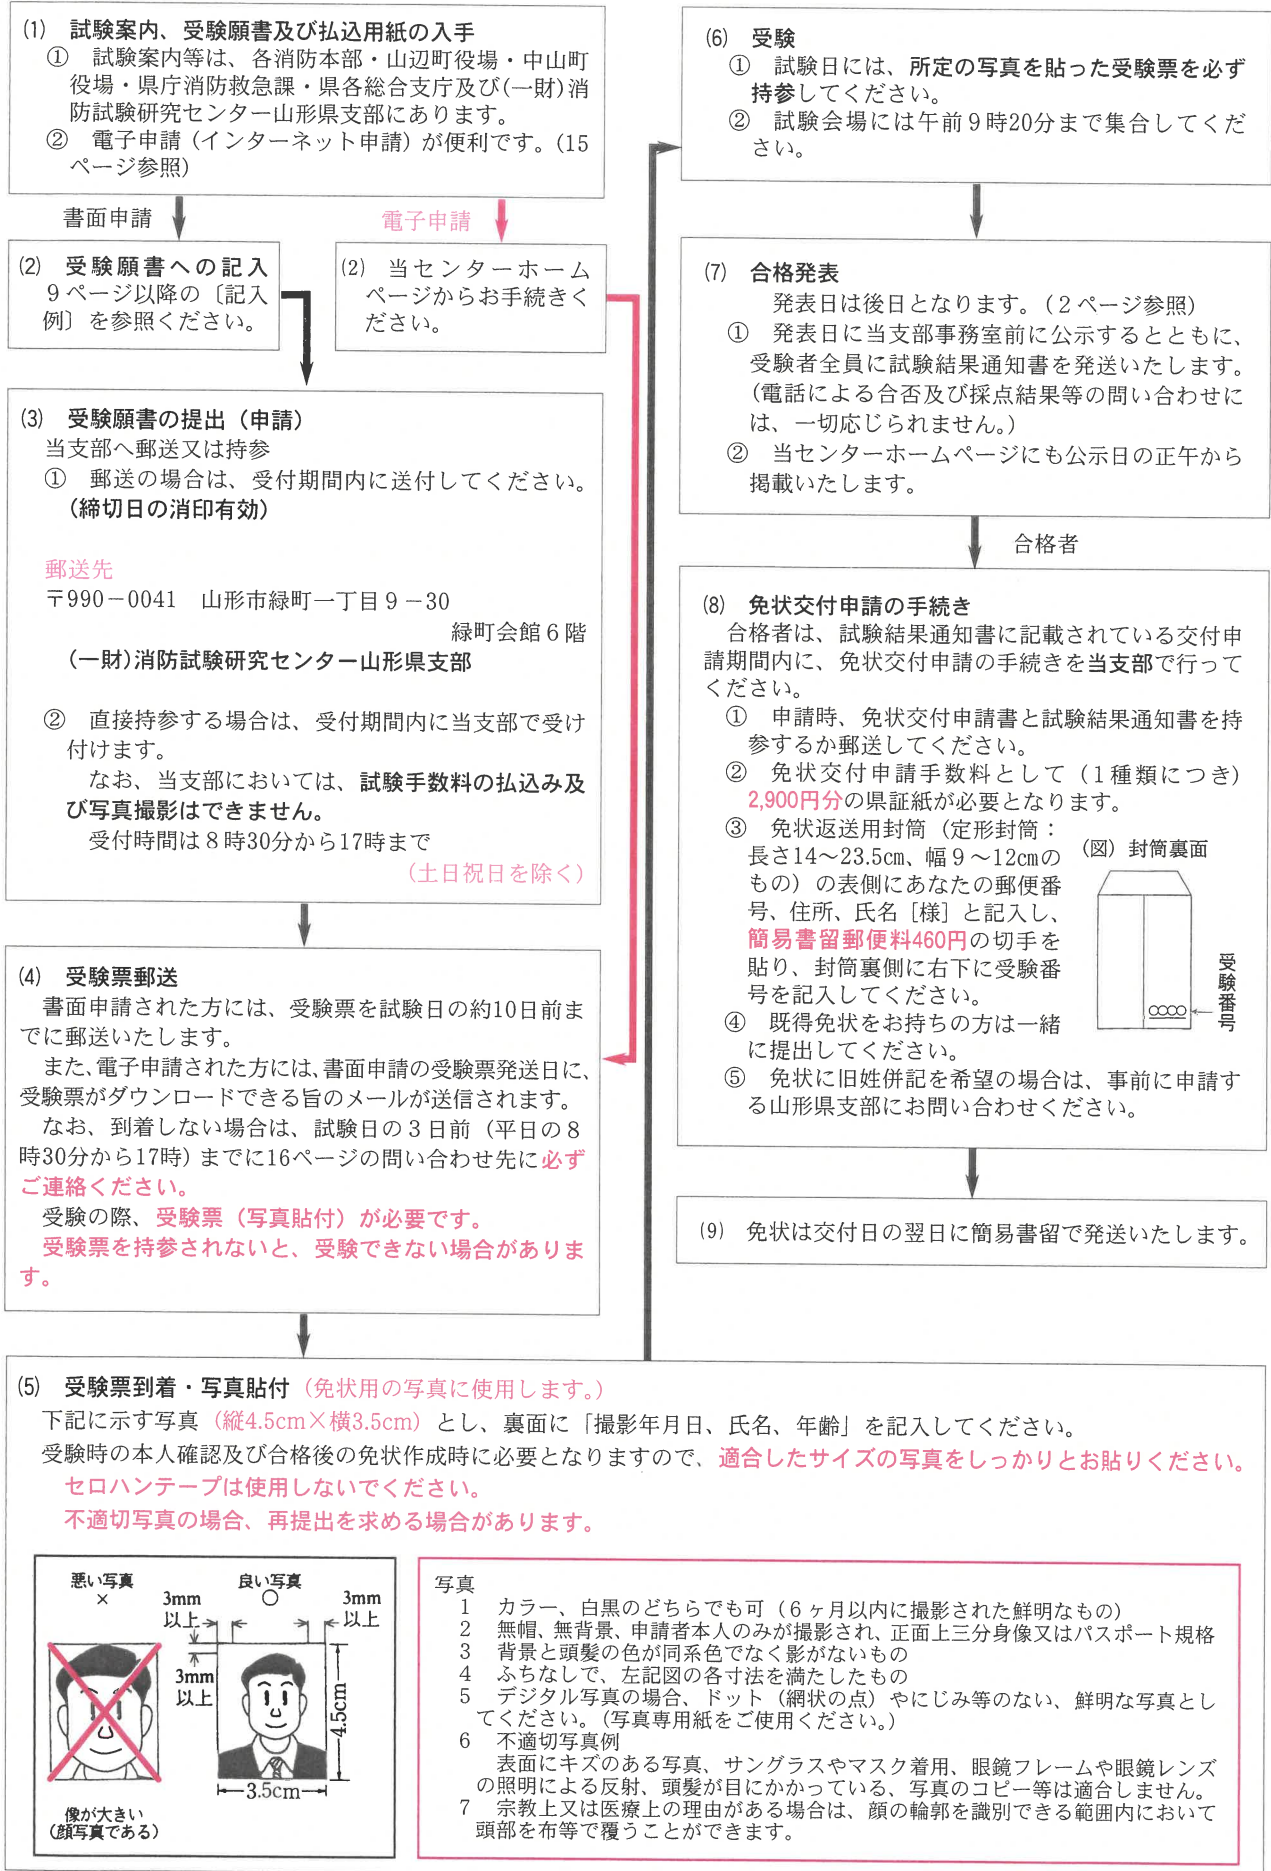 (1)　試験案内、受験願書及び払込用紙の入手
①　試験案内等は、各消防本部・山辺町役場・中山町
役場・県庁消防救急課・県各総合支庁及び(一財)消
防試験研究センター山形県支部にあります。
②　電子申請（インターネット申請）が便利です。(15
ページ参照)
書面申請
電子申請
(2)　受験願書への記入
９ページ以降の〔記入
例〕を参照ください。
(2)　当センターホーム
ページからお手続きく
ださい。
(3)　受験願書の提出（申請）
当支部へ郵送又は持参
①　郵送の場合は、受付期間内に送付してください。
（締切日の消印有効）
郵送先
〒990－0041　山形市緑町一丁目９－30
緑町会館６階
(一財)消防試験研究センター山形県支部
②　直接持参する場合は、受付期間内に当支部で受け
付けます。
なお、当支部においては、試験手数料の払込み及
び写真撮影はできません。
受付時間は８時30分から17時まで
（土日祝日を除く）
(4)　受験票郵送
書面申請された方には、受験票を試験日の約10日前ま
でに郵送いたします。
また、電子申請された方には、書面申請の受験票発送日に、
受験票がダウンロードできる旨のメールが送信されます。
なお、到着しない場合は、試験日の３日前（平日の８
時30分から17時）までに16ページの問い合わせ先に必ず
ご連絡ください。
受験の際、受験票（写真貼付）が必要です。
受験票を持参されないと、受験できない場合がありま
す。
(5)　受験票到着・写真貼付（免状用の写真に使用します。）
下記に示す写真（縦4.5cm×横3.5cm）とし、裏面に「撮影年月日、氏名、年齢」を記入してください。
受験時の本人確認及び合格後の免状作成時に必要となりますので、適合したサイズの写真をしっかりとお貼りください。
セロハンテープは使用しないでください。
不適切写真の場合、再提出を求める場合があります。
悪い写真
×
良い写真
○
3mm
以上
3mm
以上
3mm
以上
4.5cm
3.5cm
像が大きい
(顔写真である)
写真
1　カラー、白黒のどちらでも可（６ヶ月以内に撮影された鮮明なもの）
2　無帽、無背景、申請者本人のみが撮影され、正面上三分身像又はパスポート規格
3　背景と頭髪の色が同系色でなく影がないもの
4　ふちなしで、左記図の各寸法を満たしたもの
5　デジタル写真の場合、ドット（網状の点）やにじみ等のない、鮮明な写真とし
てください。（写真専用紙をご使用ください。）
6　不適切写真例
表面にキズのある写真、サングラスやマスク着用、眼鏡フレームや眼鏡レンズ
の照明による反射、頭髪が目にかかっている、写真のコピー等は適合しません。
7　宗教上又は医療上の理由がある場合は、顔の輪郭を識別できる範囲内において
頭部を布等で覆うことができます。
(6)　受験
①　試験日には、所定の写真を貼った受験票を必ず
持参してください。
②　試験会場には午前９時20分まで集合してくだ
さい。
(7)　合格発表
発表日は後日となります。（２ページ参照）
①　発表日に当支部事務室前に公示するとともに、
受験者全員に試験結果通知書を発送いたします。
（電話による合否及び採点結果等の問い合わせに
は、一切応じられません。）
②　当センターホームページにも公示日の正午から
掲載いたします。
合格者
(8)　免状交付申請の手続き
合格者は、試験結果通知書に記載されている交付申
請期間内に、免状交付申請の手続きを当支部で行って
ください。
①　申請時、免状交付申請書と試験結果通知書を持
参するか郵送してください。
②　免状交付申請手数料として（１種類につき）
2,900円分の県証紙が必要となります。
③　免状返送用封筒（定形封筒：
長さ14～23.5cm、幅９～12cmの
もの）の表側にあなたの郵便番
号、住所、氏名［様］と記入し、
簡易書留郵便料460円の切手を
貼り、封筒裏側に右下に受験番
号を記入してください。
④　既得免状をお持ちの方は一緒
に提出してください。
⑤　免状に旧姓併記を希望の場合は、事前に申請す
る山形県支部にお問い合わせください。
（図）封筒裏面
○○○○
受験番号
(9)　免状は交付日の翌日に簡易書留で発送いたします。